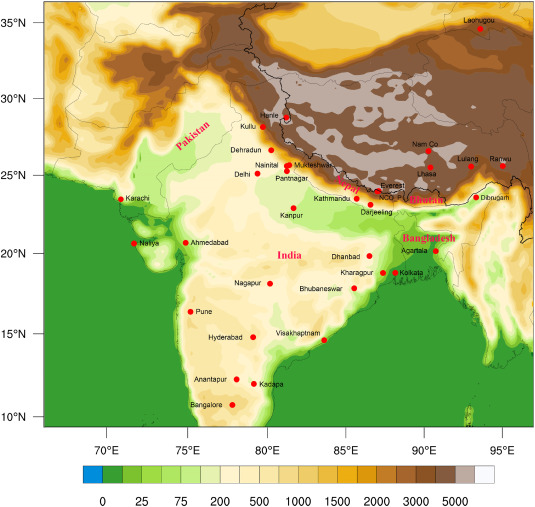 35°N
Laohugou
30°N
Hanle
Kullu
Pakistan
Dehradun
Nam Co
Nainital
Mukteshwar
Lulang
Ranwu
25°N
Delhi
Pantnagar
Lhasa
Karachi
Nepal
Everest
Kathmandu
NCO_P
Bhutan
Dibrugam
Kanpur
Darjeeling
Bangladesh
Naliya
Ahmedabad
Agartala
20°N
India
Dhanbad
Kharagpur
Kolkata
Nagapur
Bhubaneswar
Pune
15°N
Hyderabad
Visakhaptnam
Anantapur
Kadapa
Bangalore
10°N
70°E 75°E 80°E 85°E 90°E 95°E
0 25 75 200 500 1000 1500 2000 3000 5000